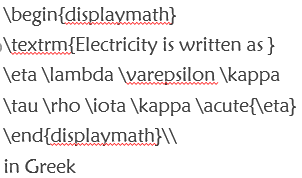 \begin{displaymath}
\textrm{Electricity is written as }
\eta \lambda \varepsilon \kappa
\tau \rho \iota \kappa \acute{\eta}
\end{displaymath}\\
in Greek